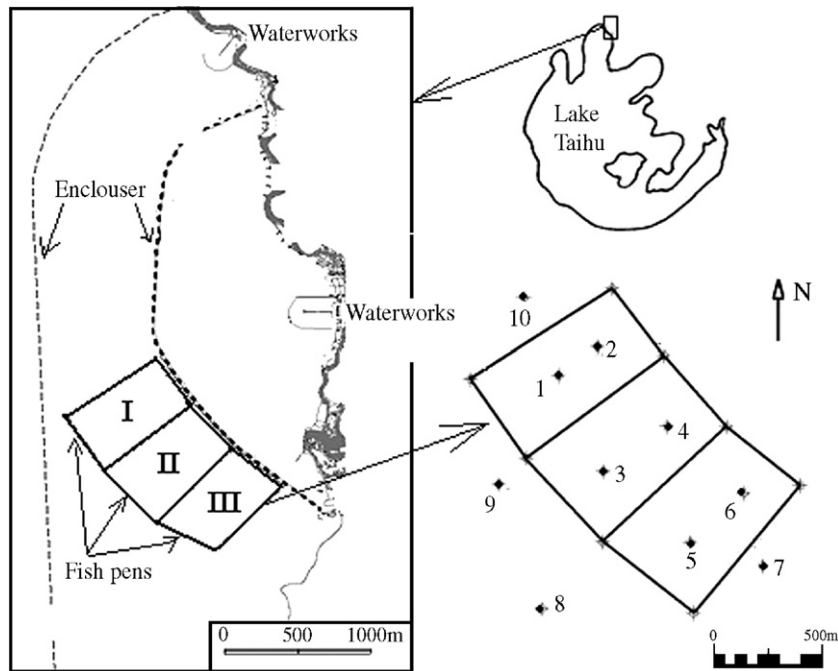 Waterworks
Enclouser
Waterworks
I
II
III
Fish pens
0 500 1000m
Lake
Taihu
N
10
2
1
4
3
9
6
5
7
8
0 500m